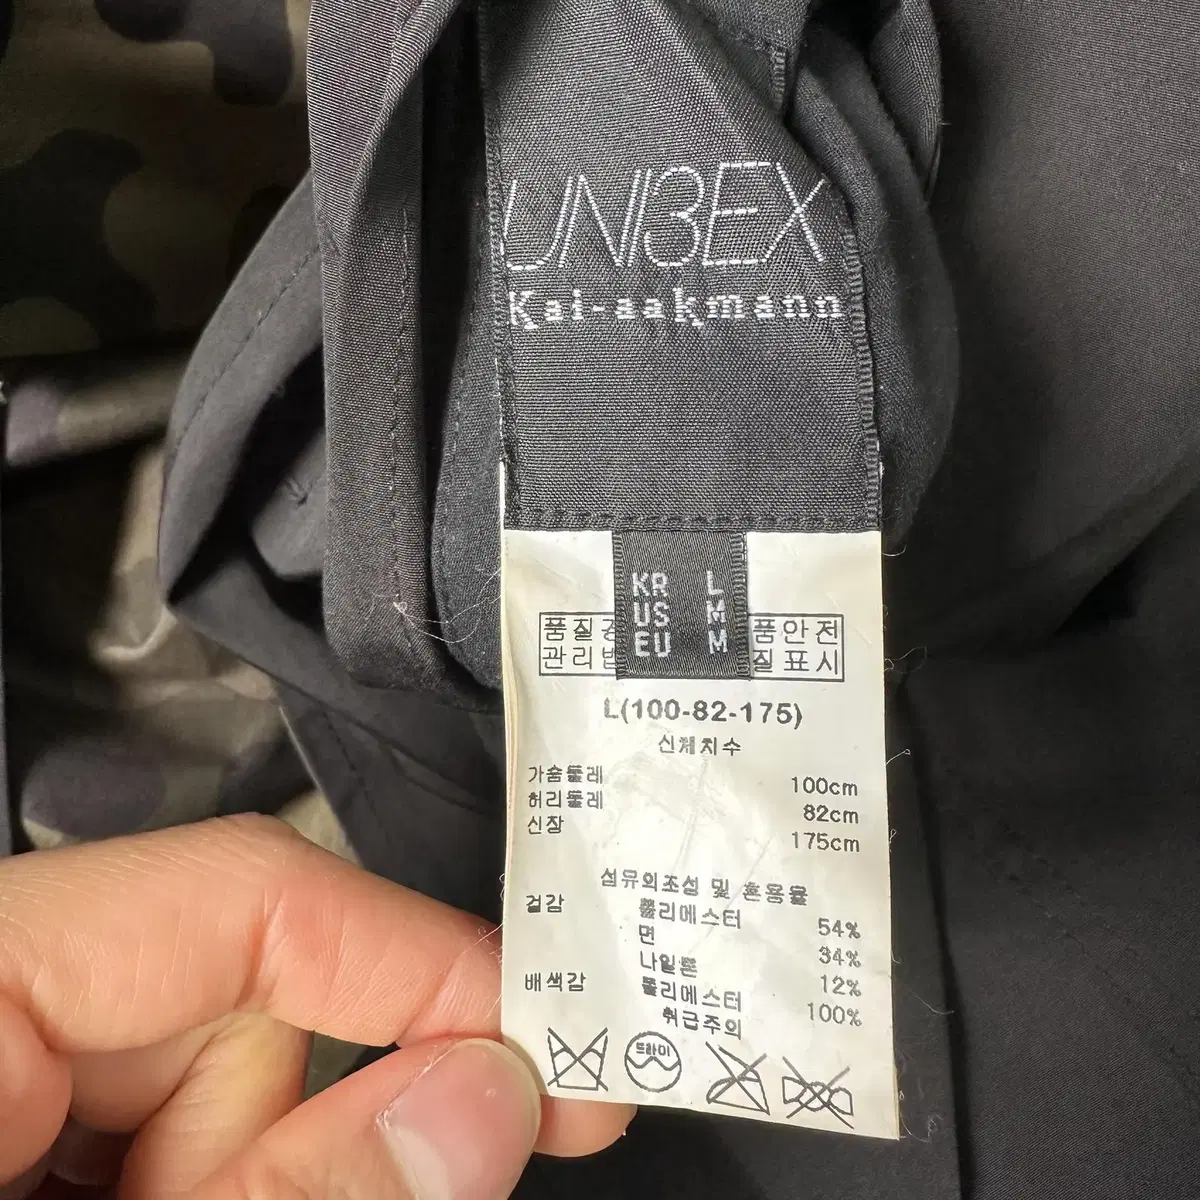 UNI3EX
Kai-aakmann
KR L
US M
EU M
품질경 품안전
관리법 질표시
L(100-82-175)
신체치수
가슴둘레 100cm
허리둘레 82cm
신장 175cm
섬유의조성 및 혼용율
겉감 폴리에스터 54%
면 34%
나일론 12%
배색감 폴리에스터 100%
취급주의
드라이